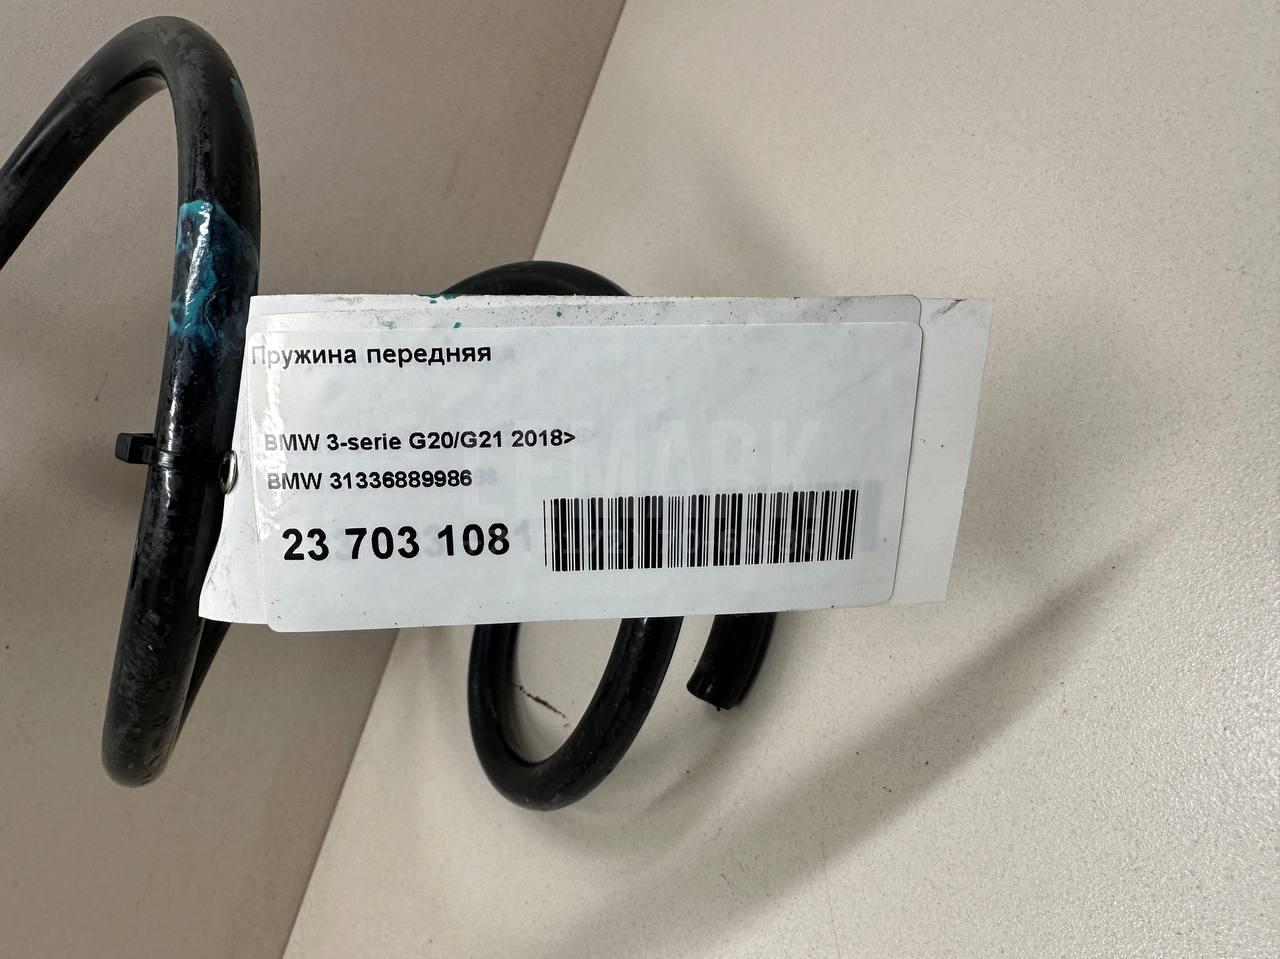 Пружина передняя
BMW 3-serie G20/G21 2018>
BMW 31336889986
23 703 108